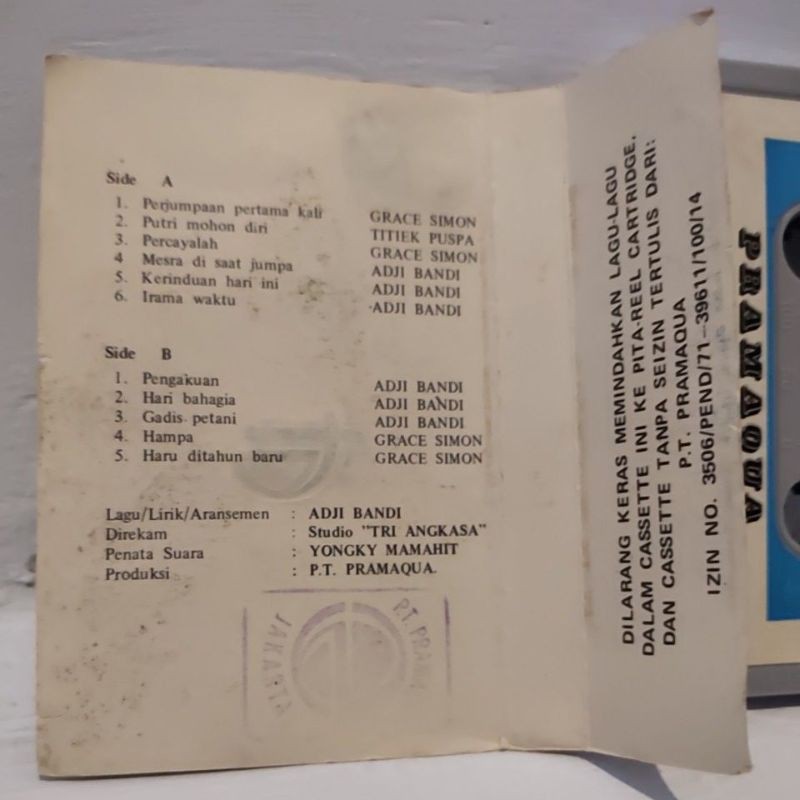 Side A
1. Perjumpaan pertama kali GRACE SIMON
2. Putri mohon diri TITIEK PUSPA
3. Percayalah GRACE SIMON
4 Mesra di saat jumpa ADJI BANDI
5. Kerinduan hari ini ADJI BANDI
6. Irama waktu ADJI BANDI
Side B
1. Pengakuan ADJI BANDI
2. Hari bahagia ADJI BANDI
3. Gadis petani ADJI BANDI
4. Hampa GRACE SIMON
5. Haru ditahun baru GRACE SIMON
Lagu/Lirik/Aransemen : ADJI BANDI
Direkam : Studio "TRI ANGKASA"
Penata Suara : YONGKY MAMAHIT
Produksi : P.T. PRAMAQUA.
JAKARTA
PT. PRAM
DILARANG KERAS MEMINDAHKAN LAGU-LAGU
DALAM CASSETTE INI KE PITA-REEL CARTRIDGE,
DAN CASSETTE TANPA SEIZIN TERTULIS DARI:
P.T. PRAMAQUA
IZIN NO. 3506/PEND/71-39611/100/14
PRAMAQUA